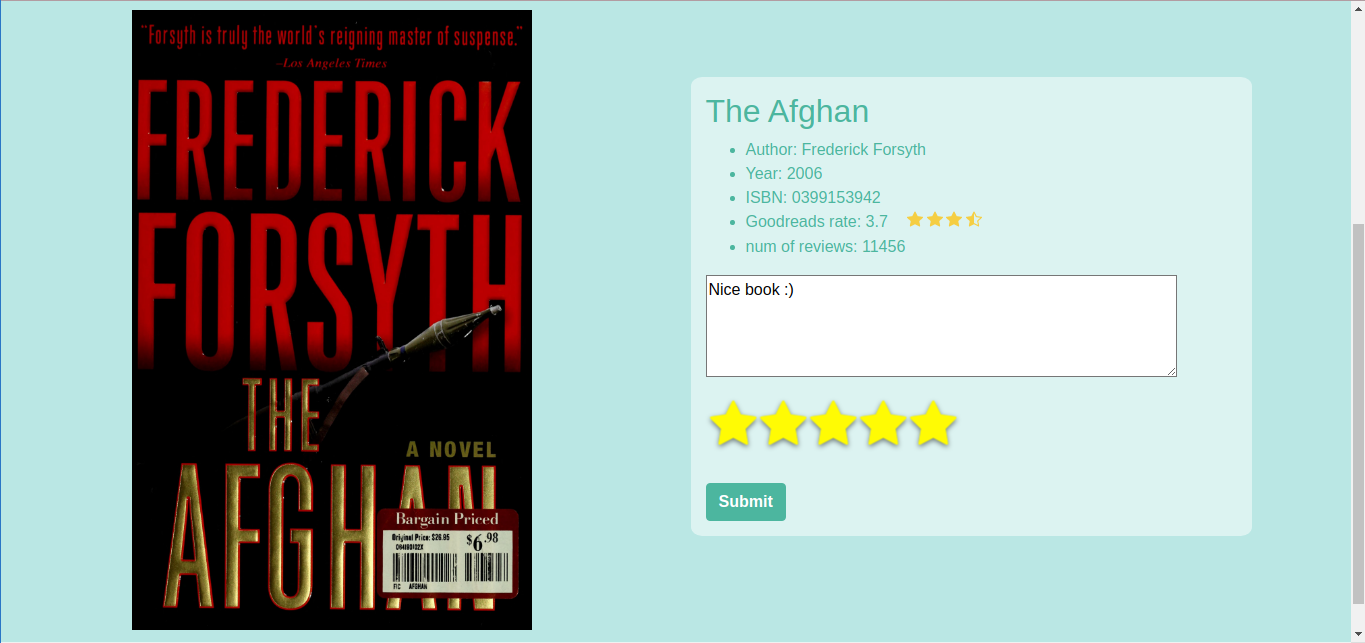 "Forsyth is truly the world's reigning master of suspense."
–Los Angeles Times
FREDERICK
FORSYTH
THE
A NOVEL
AFGHAN
Bargain Priced
Original Price: $26.95
$6.98
FIC AFGHAN
The Afghan
Author: Frederick Forsyth
Year: 2006
ISBN: 0399153942
Goodreads rate: 3.7
num of reviews: 11456
Nice book :)
Submit